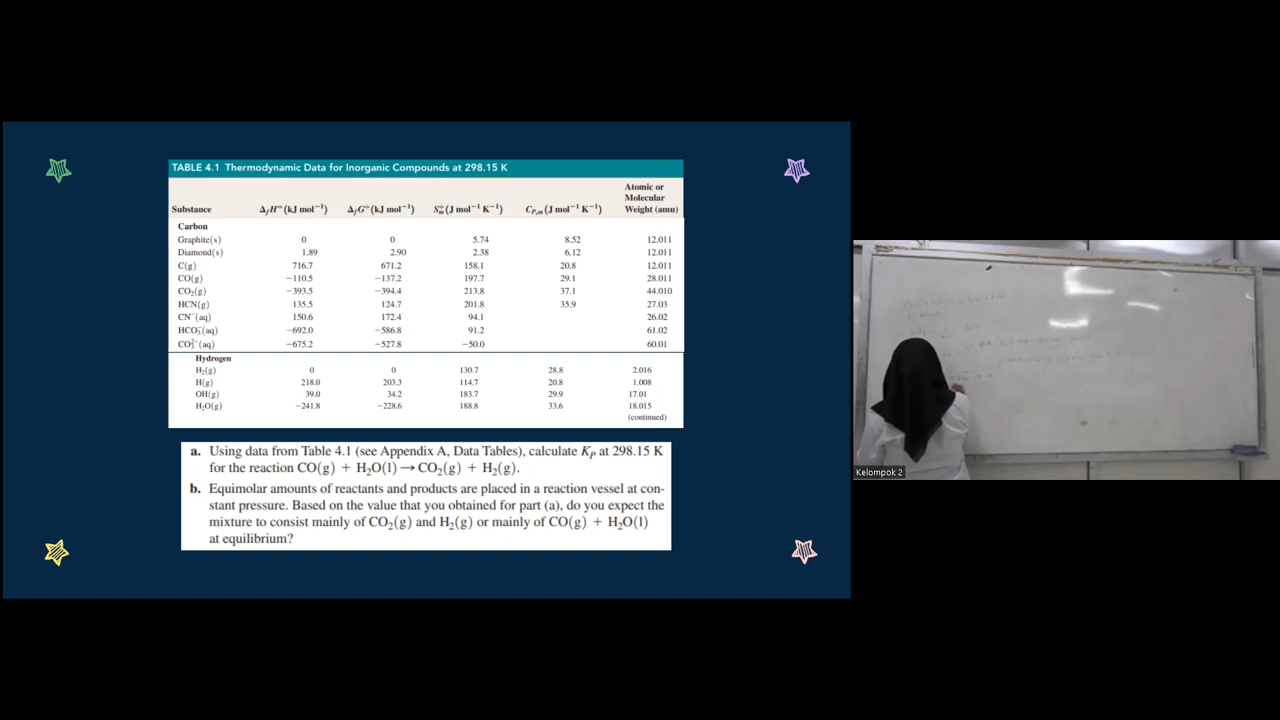 TABLE 4.1 Thermodynamic Data for Inorganic Compounds at 298.15 K
Substance ΔfH°(kJ mol⁻¹) ΔfG°(kJ mol⁻¹) S°m (J mol⁻¹ K⁻¹) CP,m (J mol⁻¹ K⁻¹) Atomic or Molecular Weight (amu)
Carbon
Graphite(s) 0 0 5.74 8.52 12.011
Diamond(s) 1.89 2.90 2.38 6.12 12.011
C(g) 716.7 671.2 158.1 20.8 12.011
CO(g) −110.5 −137.2 197.7 29.1 28.011
CO₂(g) −393.5 −394.4 213.8 37.1 44.010
HCN(g) 135.5 124.7 201.8 35.9 27.03
CN⁻(aq) 150.6 172.4 94.1 26.02
HCO₃⁻(aq) −692.0 −586.8 91.2 61.02
CO₃²⁻(aq) −675.2 −527.8 −50.0 60.01
Hydrogen
H₂(g) 0 0 130.7 28.8 2.016
H(g) 218.0 203.3 114.7 20.8 1.008
OH(g) 39.0 34.2 183.7 29.9 17.01
H₂O(g) −241.8 −228.6 188.8 33.6 18.015
(continued)
a. Using data from Table 4.1 (see Appendix A, Data Tables), calculate KP at 298.15 K
for the reaction CO(g) + H₂O(l) → CO₂(g) + H₂(g).
b. Equimolar amounts of reactants and products are placed in a reaction vessel at con-
stant pressure. Based on the value that you obtained for part (a), do you expect the
mixture to consist mainly of CO₂(g) and H₂(g) or mainly of CO(g) + H₂O(l)
at equilibrium?
Kelompok 2